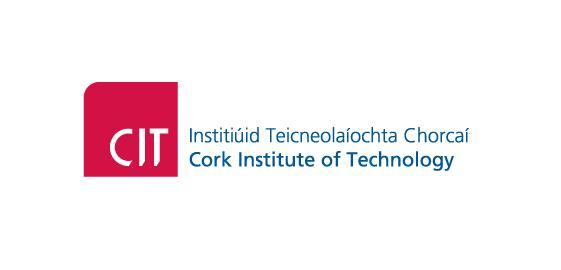 CIT
Institiúid Teicneolaíochta Chorcaí
Cork Institute of Technology